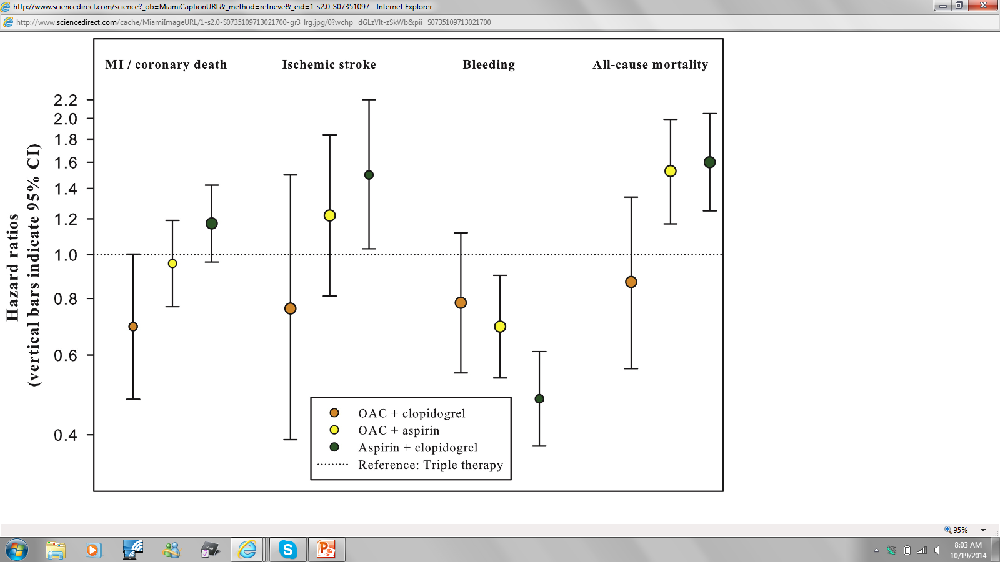 http://www.sciencedirect.com/science?_ob=MiamiCaptionURL&_method=retrieve&_eid=1-s2.0-S07351097 - Internet Explorer
http://www.sciencedirect.com/cache/MiamiImageURL/1-s2.0-S0735109713021700-gr3_lrg.jpg/0?wchp=dGLzVlt-zSkWb&pii=S0735109713021700
MI / coronary death
Ischemic stroke
Bleeding
All-cause mortality
2.2
2.0
1.8
1.6
1.4
1.2
1.0
0.8
0.6
0.4
Hazard ratios
(vertical bars indicate 95% CI)
OAC + clopidogrel
OAC + aspirin
Aspirin + clopidogrel
Reference: Triple therapy
95%
8:03 AM
10/19/2014